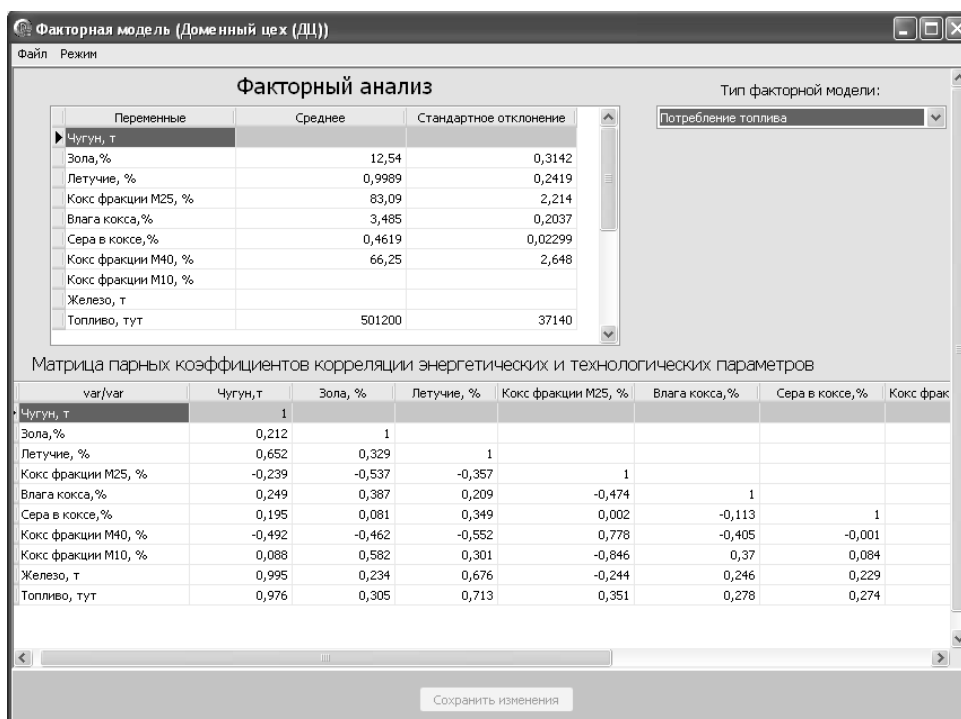 Факторная модель (Доменный цех (ДЦ))
Файл Режим
Факторный анализ
Тип факторной модели:
Потребление топлива
Переменные Среднее Стандартное отклонение
Чугун, т
Зола,% 12,54 0,3142
Летучие, % 0,9989 0,2419
Кокс фракции М25, % 83,09 2,214
Влага кокса,% 3,485 0,2037
Сера в коксе,% 0,4619 0,02299
Кокс фракции М40, % 66,25 2,648
Кокс фракции М10, %
Железо, т
Топливо, тут 501200 37140
Матрица парных коэффициентов корреляции энергетических и технологических параметров
var/var Чугун,т Зола, % Летучие, % Кокс фракции М25, % Влага кокса,% Сера в коксе,% Кокс фрак
Чугун, т 1
Зола,% 0,212 1
Летучие, % 0,652 0,329 1
Кокс фракции М25, % -0,239 -0,537 -0,357 1
Влага кокса,% 0,249 0,387 0,209 -0,474 1
Сера в коксе,% 0,195 0,081 0,349 0,002 -0,113 1
Кокс фракции М40, % -0,492 -0,462 -0,552 0,778 -0,405 -0,001
Кокс фракции М10, % 0,088 0,582 0,301 -0,846 0,37 0,084
Железо, т 0,995 0,234 0,676 -0,244 0,246 0,229
Топливо, тут 0,976 0,305 0,713 0,351 0,278 0,274
Сохранить изменения